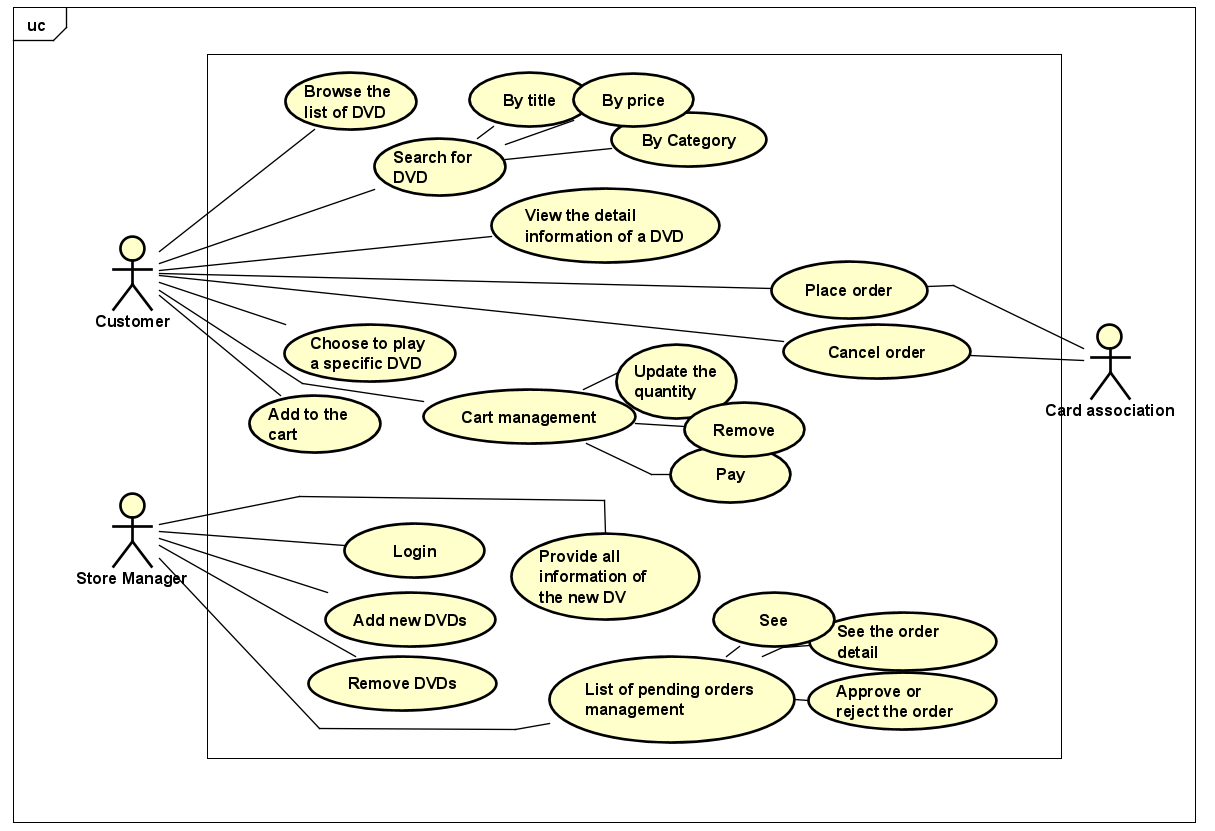 uc
Browse the
list of DVD
By title
By price
By Category
Search for
DVD
View the detail
information of a DVD
Place order
Customer
Choose to play
a specific DVD
Cancel order
Update the
quantity
Card association
Add to the
cart
Cart management
Remove
Pay
Login
Provide all
information of
the new DV
Store Manager
Add new DVDs
See
See the order
detail
Remove DVDs
List of pending orders
management
Approve or
reject the order